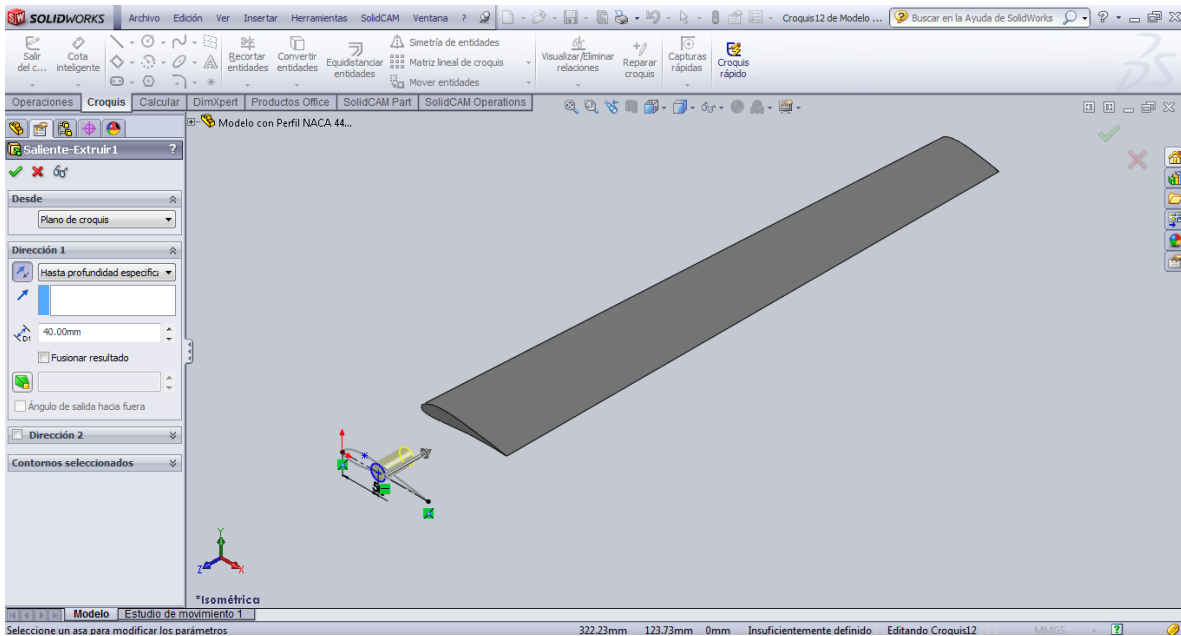 SOLIDWORKS Archivo Edición Ver Insertar Herramientas SolidCAM Ventana ? Croquis12 de Modelo ... Buscar en la Ayuda de SolidWorks ?
Salir del c... Cota inteligente Recortar entidades Convertir entidades Equidistanciar entidades
Simetría de entidades
Matriz lineal de croquis
Mover entidades
Visualizar/Eliminar relaciones Reparar croquis Capturas rápidas Croquis rápido
Operaciones Croquis Calcular DimXpert Productos Office SolidCAM Part SolidCAM Operations
Modelo con Perfil NACA 44...
Saliente-Extruir1 ?
Desde
Plano de croquis
Dirección 1
Hasta profundidad específica
D1 40.00mm
Fusionar resultado
Ángulo de salida hacia fuera
Dirección 2
Contornos seleccionados
Y
Z X
*Isométrica
Modelo Estudio de movimiento 1
Seleccione un asa para modificar los parámetros 322.23mm 123.73mm 0mm Insuficientemente definido Editando Croquis12 MMGS ?